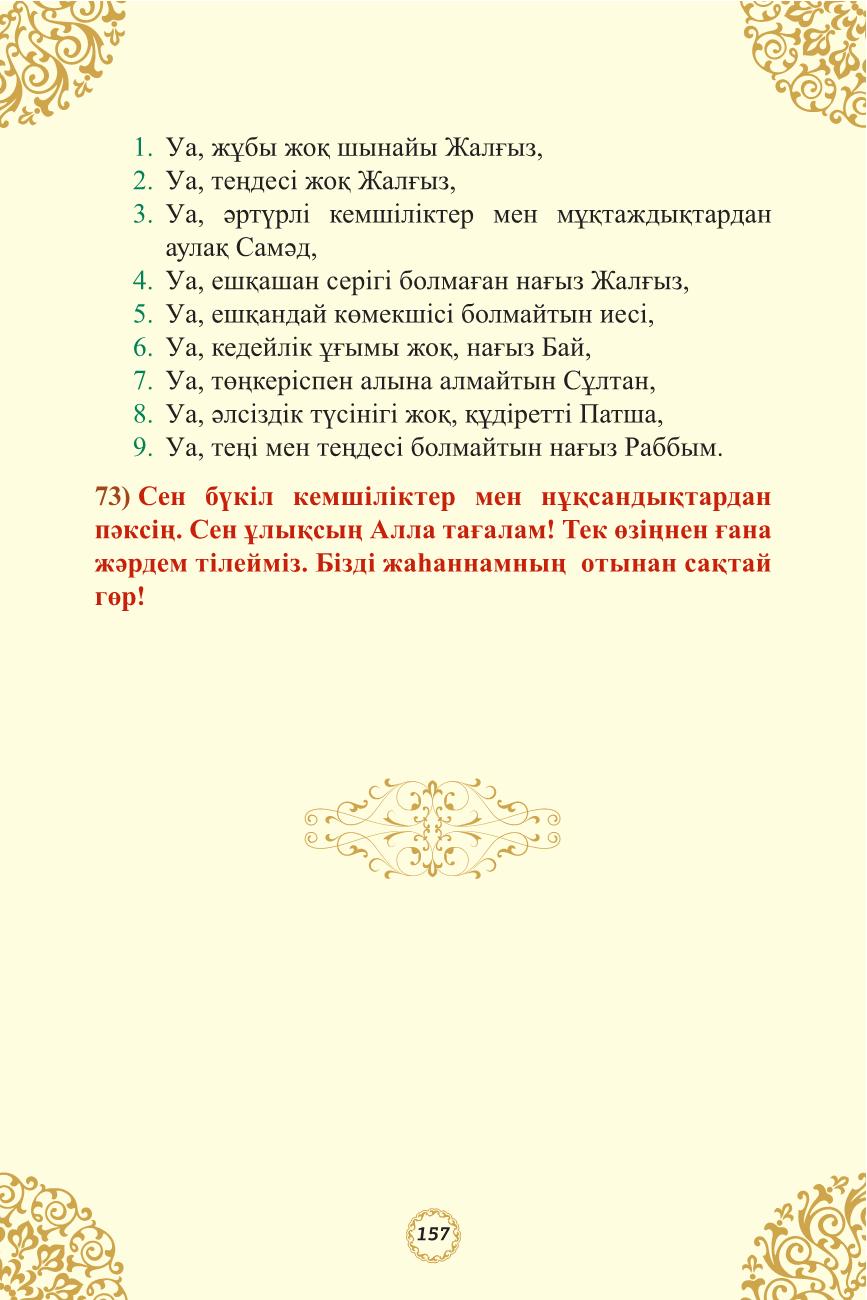 1. Уа, жұбы жоқ шынайы Жалғыз,
2. Уа, теңдесі жоқ Жалғыз,
3. Уа, әртүрлі кемшіліктер мен мұқтаждықтардан
аулақ Самәд,
4. Уа, ешқашан серігі болмаған нағыз Жалғыз,
5. Уа, ешқандай көмекшісі болмайтын иесі,
6. Уа, кедейлік ұғымы жоқ, нағыз Бай,
7. Уа, төңкеріспен алына алмайтын Сұлтан,
8. Уа, әлсіздік түсінігі жоқ, құдіретті Патша,
9. Уа, теңі мен теңдесі болмайтын нағыз Раббым.
73) Сен бүкіл кемшіліктер мен нұқсандықтардан
пәксің. Сен ұлықсың Алла тағалам! Тек өзіңнен ғана
жәрдем тілейміз. Бізді жаһаннамның отынан сақтай
гөр!
157